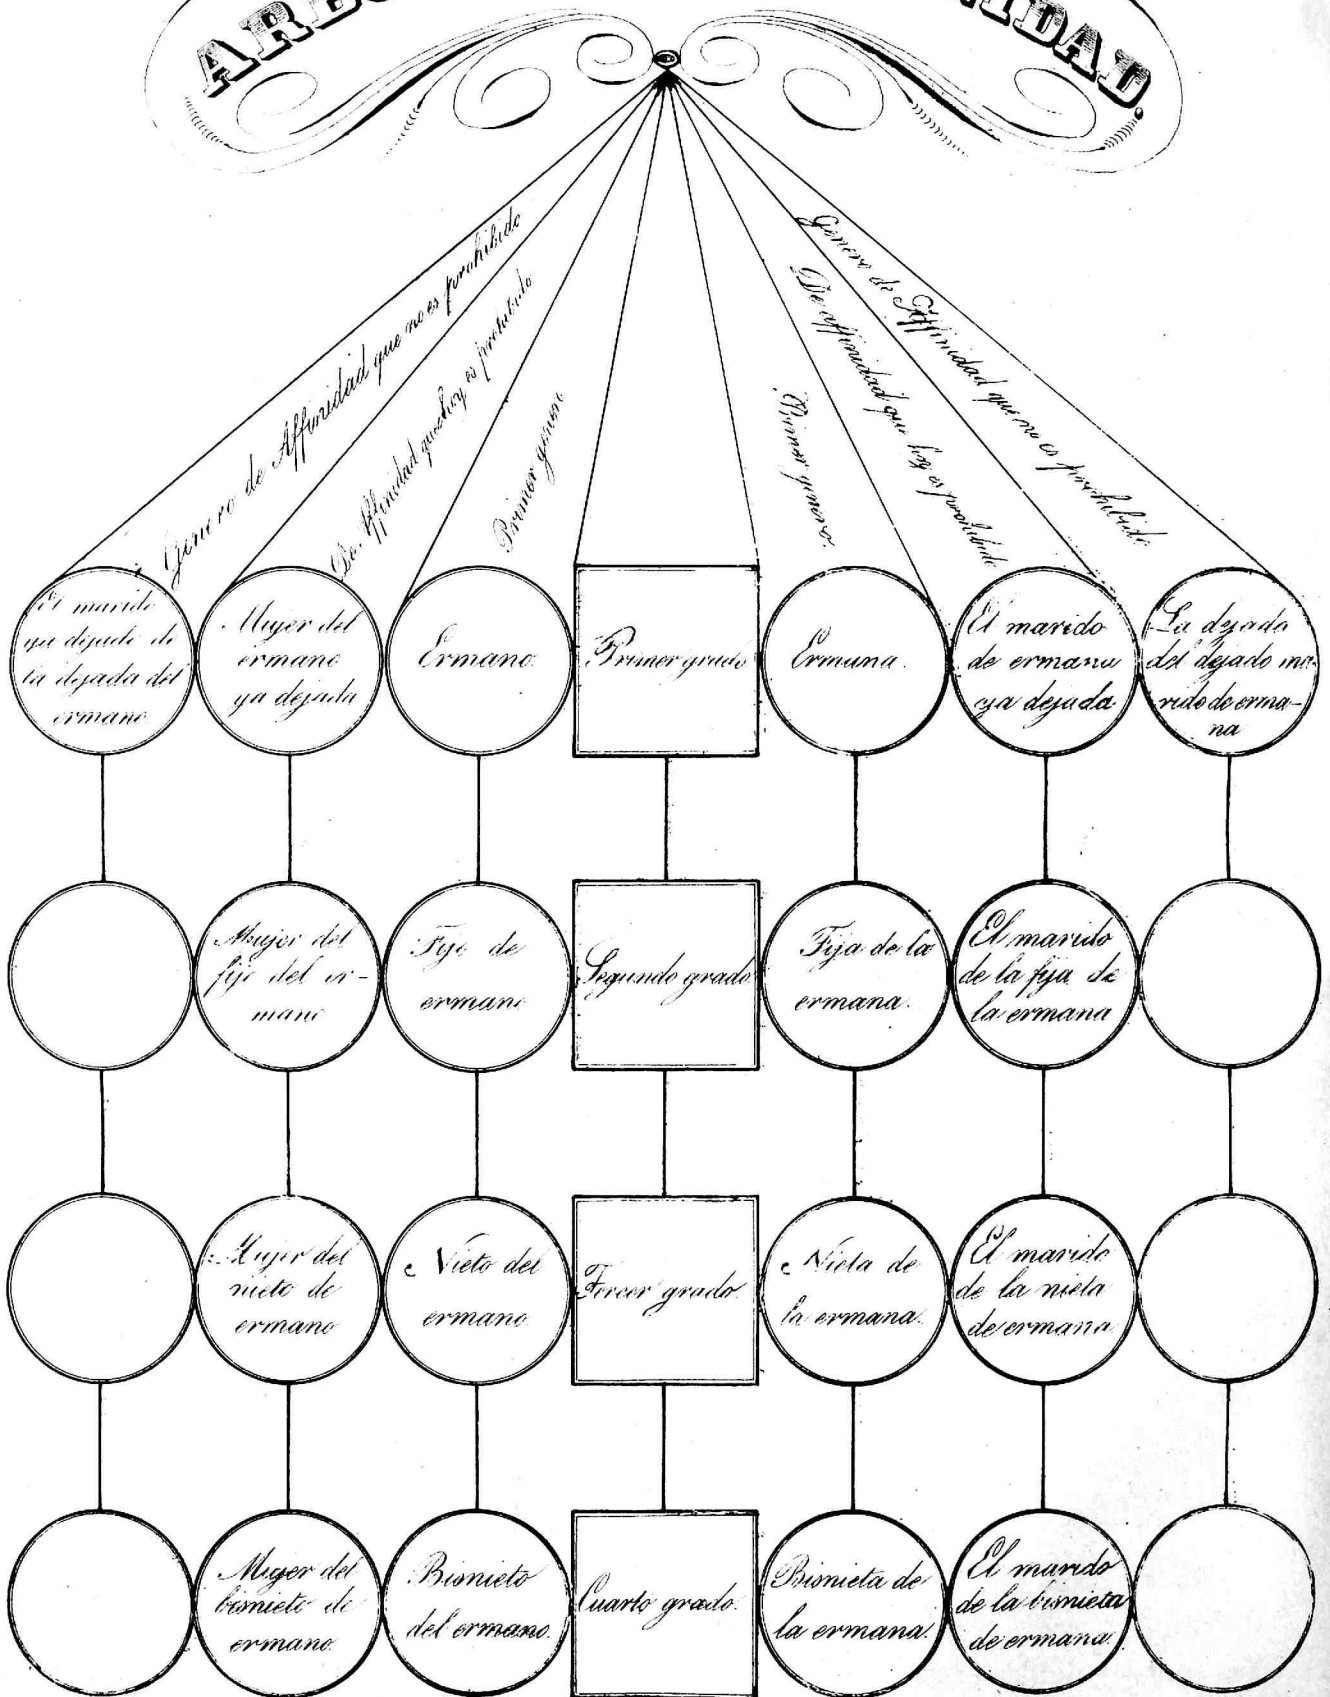 Genero de Affinidad que no es prohibido
De Affinidad que hoy es prohibido
Primer genero
Primer genero.
De affinidad que hoy es prohibido
Genero de Affinidad que no es prohibido
El marido
ya dejado de
la dejada del
ermano
Muger del
ermano
ya dejada
Ermano.
Primer grado
Ermana.
El marido
de ermana
ya dejada
La dejada
del dejado ma-
rido de erma-
na
Muger del
fijo del er-
mano
Fijo de
ermano
Segundo grado
Fija de la
ermana.
El marido
de la fija de
la ermana
Mujer del
nieto de
ermano
Nieto del
ermano
Tercer grado.
Nieta de
la ermana.
El marido
de la nieta
de ermana
Muger del
bisnieto de
ermano.
Bisnieto
del ermano.
Cuarto grado.
Bisnieta de
la ermana.
El marido
de la bisnieta
de ermana.